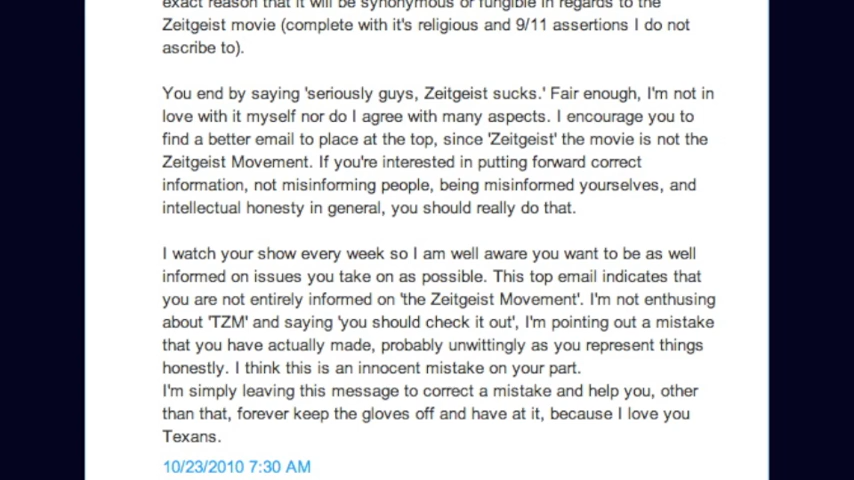 exact reason that it will be synonymous or fungible in regards to the
Zeitgeist movie (complete with it's religious and 9/11 assertions I do not
ascribe to).
You end by saying 'seriously guys, Zeitgeist sucks.' Fair enough, I'm not in
love with it myself nor do I agree with many aspects. I encourage you to
find a better email to place at the top, since 'Zeitgeist' the movie is not the
Zeitgeist Movement. If you're interested in putting forward correct
information, not misinforming people, being misinformed yourselves, and
intellectual honesty in general, you should really do that.
I watch your show every week so I am well aware you want to be as well
informed on issues you take on as possible. This top email indicates that
you are not entirely informed on 'the Zeitgeist Movement'. I'm not enthusing
about 'TZM' and saying 'you should check it out', I'm pointing out a mistake
that you have actually made, probably unwittingly as you represent things
honestly. I think this is an innocent mistake on your part.
I'm simply leaving this message to correct a mistake and help you, other
than that, forever keep the gloves off and have at it, because I love you
Texans.
10/23/2010 7:30 AM